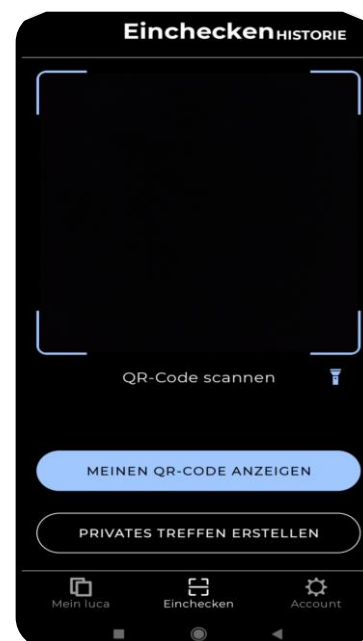 Einchecken HISTORIE
QR-Code scannen
MEINEN QR-CODE ANZEIGEN
PRIVATES TREFFEN ERSTELLEN
Mein luca Einchecken Account